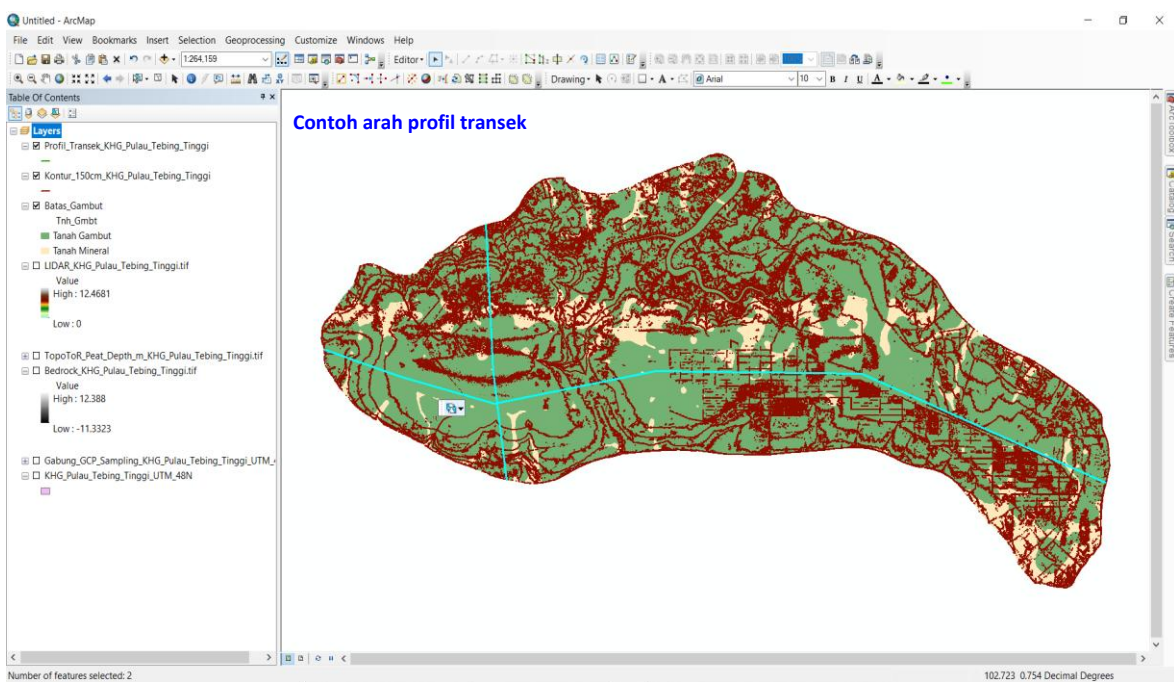 Untitled - ArcMap
File Edit View Bookmarks Insert Selection Geoprocessing Customize Windows Help
1:264.159
Editor
Drawing
Arial
10
B I U A
Table Of Contents
Layers
Profil_Transek_KHG_Pulau_Tebing_Tinggi
Kontur_150cm_KHG_Pulau_Tebing_Tinggi
Batas_Gambut
Tnh_Gmbt
Tanah Gambut
Tanah Mineral
LIDAR_KHG_Pulau_Tebing_Tinggi.tif
Value
High : 12.4681
Low : 0
TopoToR_Peat_Depth_m_KHG_Pulau_Tebing_Tinggi.tif
Bedrock_KHG_Pulau_Tebing_Tinggi.tif
Value
High : 12.388
Low : -11.3323
Gabung_GCP_Sampling_KHG_Pulau_Tebing_Tinggi_UTM_
KHG_Pulau_Tebing_Tinggi_UTM_48N
Contoh arah profil transek
ArcToolbox
Catalog
Search
Create Features
Number of features selected: 2
102.723 0.754 Decimal Degrees